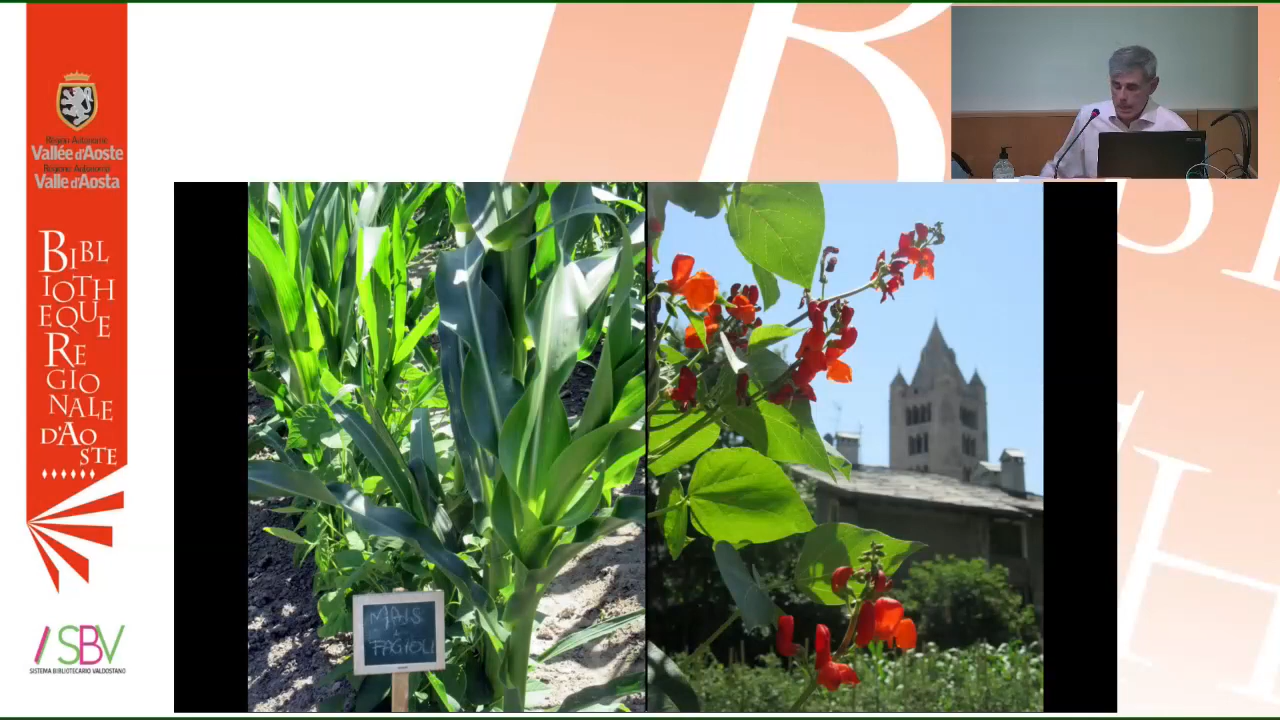 Région Autonome
Vallée d'Aoste
Regione Autonoma
Valle d'Aosta
BIBL
IOTH
EQUE
RE
GIO
NALE
D'AO
STE
/SBV
SISTEMA BIBLIOTECARIO VALDOSTANO
MAIS
FAGIOLI